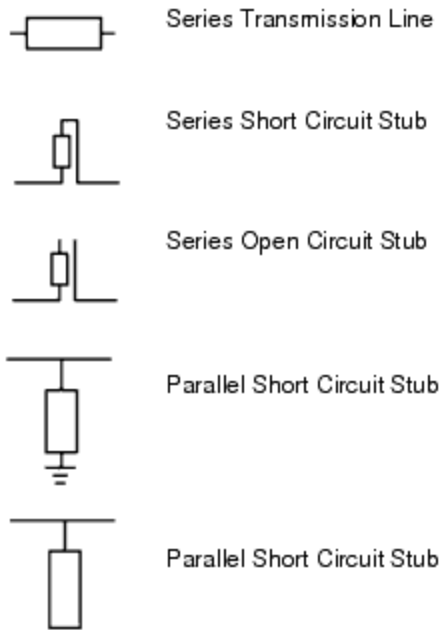 Series Transmission Line
Series Short Circuit Stub
Series Open Circuit Stub
Parallel Short Circuit Stub
Parallel Short Circuit Stub